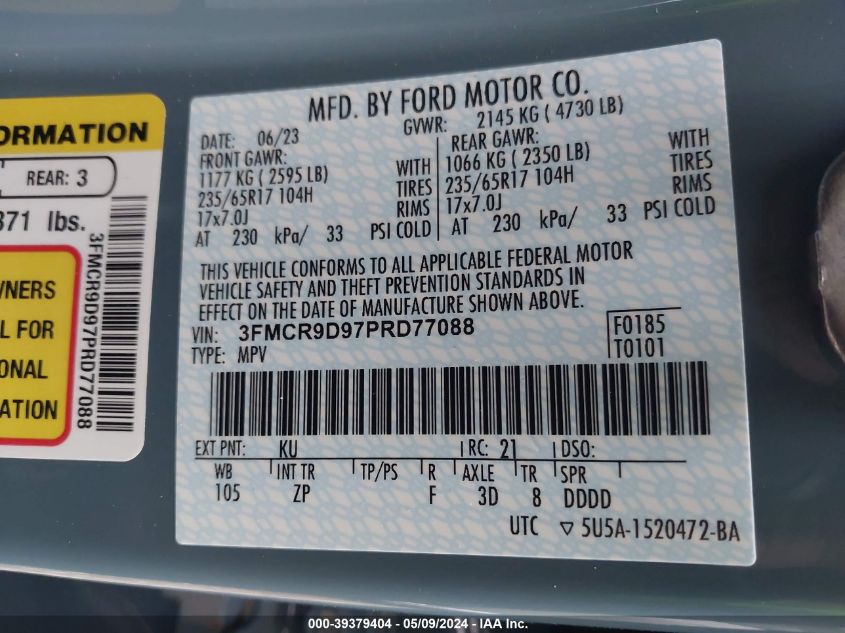 ORMATION
REAR: 3
871 lbs.
NERS
L FOR
ONAL
ATION
3FMCR9D97PRD77088
MFD. BY FORD MOTOR CO.
DATE: 06/23 GVWR: 2145 KG ( 4730 LB)
FRONT GAWR: REAR GAWR:
1177 KG ( 2595 LB) WITH 1066 KG ( 2350 LB) WITH
235/65R17 104H TIRES 235/65R17 104H TIRES
17x7.0J RIMS 17x7.0J RIMS
AT 230 kPa/ 33 PSI COLD AT 230 kPa/ 33 PSI COLD
THIS VEHICLE CONFORMS TO ALL APPLICABLE FEDERAL MOTOR
VEHICLE SAFETY AND THEFT PREVENTION STANDARDS IN
EFFECT ON THE DATE OF MANUFACTURE SHOWN ABOVE.
VIN: 3FMCR9D97PRD77088 F0185
TYPE: MPV T0101
EXT PNT: KU RC: 21 DSO:
WB INT TR TP/PS R AXLE TR SPR
105 ZP F 3D 8 DDDD
UTC ▽ 5U5A-1520472-BA
000-39379404 - 05/09/2024 - IAAI Inc.